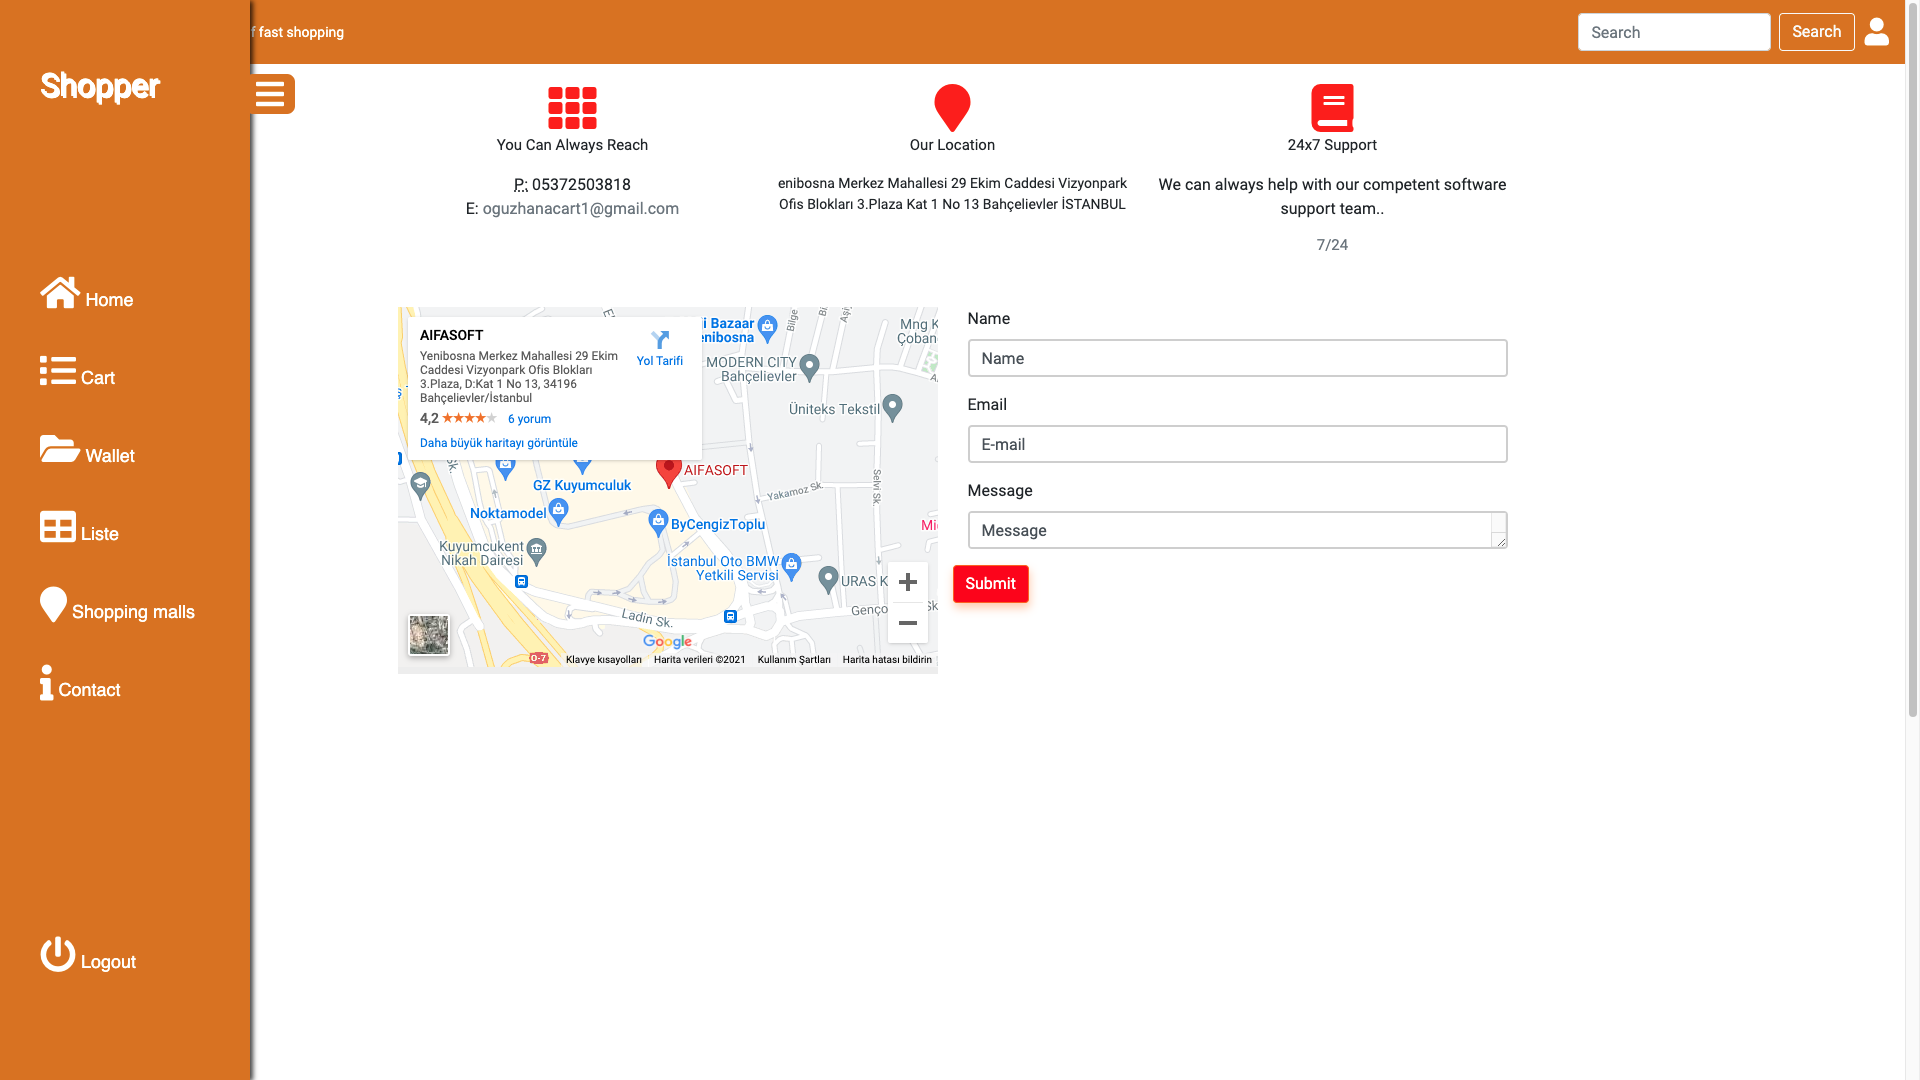 fast shopping
Search
Search
Shopper
Home
Cart
Wallet
Liste
Shopping malls
Contact
Logout
You Can Always Reach
P: 05372503818
E: oguzhanacart1@gmail.com
Our Location
enibosna Merkez Mahallesi 29 Ekim Caddesi Vizyonpark
Ofis Blokları 3.Plaza Kat 1 No 13 Bahçelievler İSTANBUL
24x7 Support
We can always help with our competent software
support team..
7/24
AIFASOFT
Yenibosna Merkez Mahallesi 29 Ekim
Caddesi Vizyonpark Ofis Blokları
3.Plaza, D:Kat 1 No 13, 34196
Bahçelievler/İstanbul
4,2
6 yorum
Daha büyük haritayı görüntüle
Yol Tarifi
Bazaar
enibosna
Bilge
MODERN CITY
Bahçelievler
Mng K
Çoban
Üniteks Tekstil
AIFASOFT
GZ Kuyumculuk
Noktamodel
ByCengizToplu
Yakamoz Sk.
Selvi Sk.
Kuyumcukent
Nikah Dairesi
İstanbul Oto BMW
Yetkili Servisi
URAS K
Ladin Sk.
Genço
Sk
Google
O-7
Klavye kısayolları
Harita verileri ©2021
Kullanım Şartları
Harita hatası bildirin
Name
Name
Email
E-mail
Message
Message
Submit